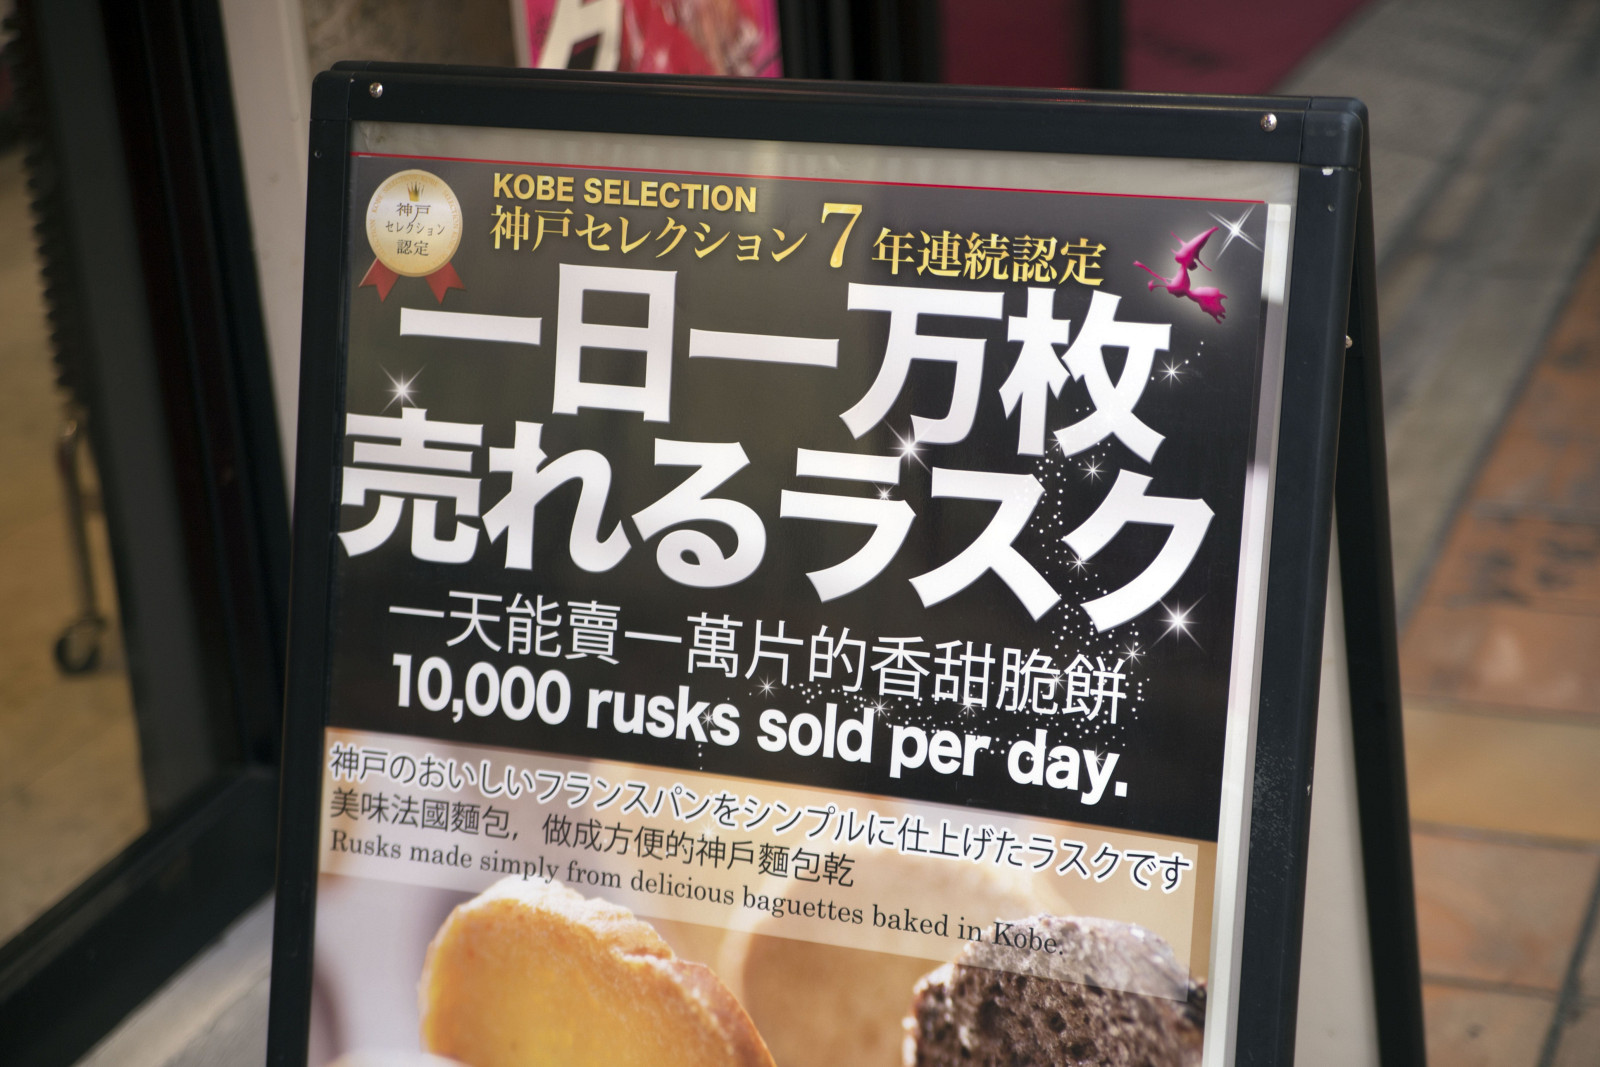 神戸
セレクション
認定
KOBE SELECTION
神戸セレクション7年連続認定
一日一万枚
売れるラスク
一天能賣一萬片的香甜脆餅
10,000 rusks sold per day.
神戸のおいしいフランスパンをシンプルに仕上げたラスクです
美味法國麵包，做成方便的神戶麵包乾
Rusks made simply from delicious baguettes baked in Kobe.